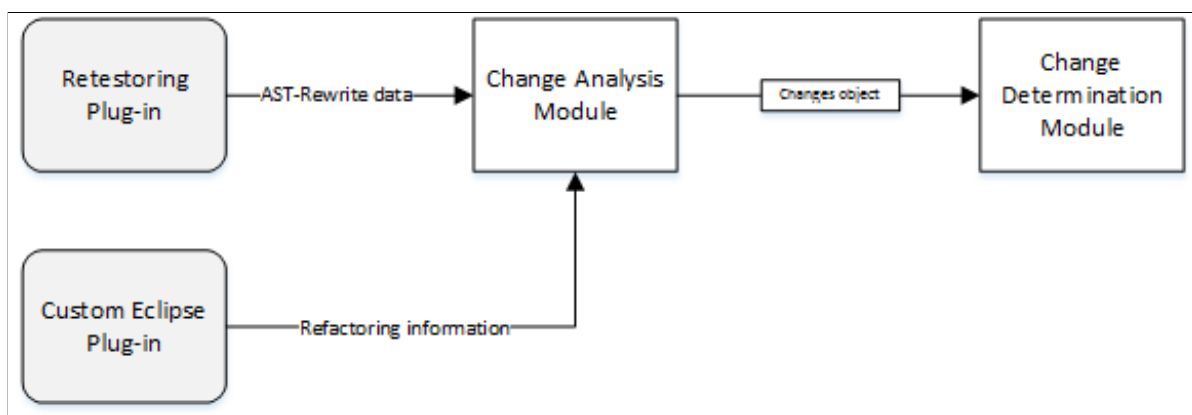 Retestoring
Plug-in
AST-Rewrite data
Change Analysis
Module
Changes object
Change
Determination
Module
Custom Eclipse
Plug-in
Refactoring information